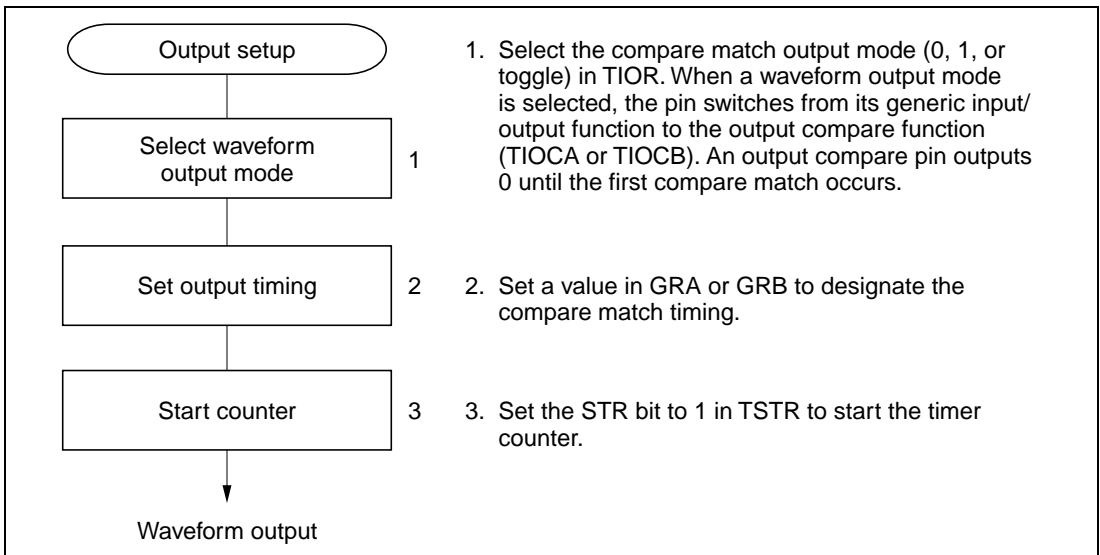 Output setup
Select waveform
output mode
1
Set output timing
2
Start counter
3
Waveform output
1. Select the compare match output mode (0, 1, or
toggle) in TIOR. When a waveform output mode
is selected, the pin switches from its generic input/
output function to the output compare function
(TIOCA or TIOCB). An output compare pin outputs
0 until the first compare match occurs.
2. Set a value in GRA or GRB to designate the
compare match timing.
3. Set the STR bit to 1 in TSTR to start the timer
counter.